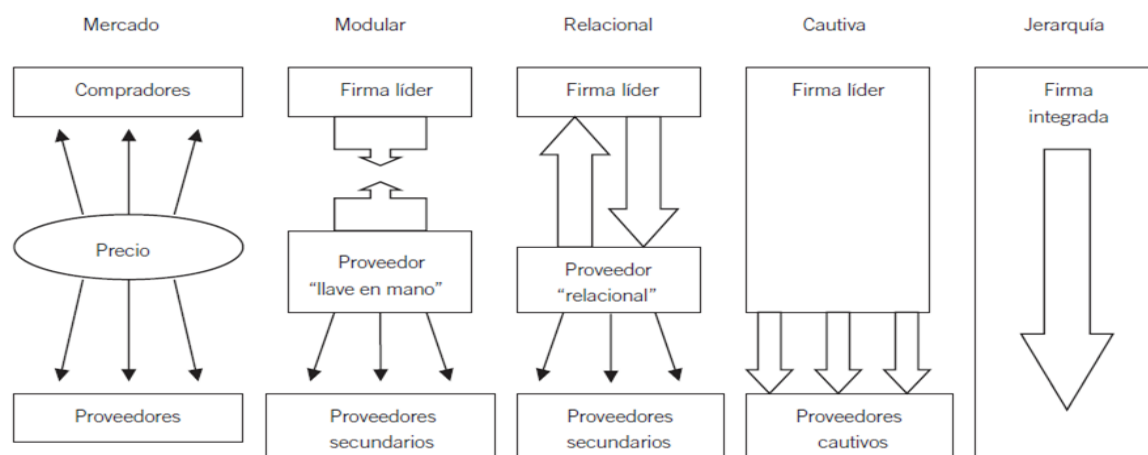 Mercado
Modular
Relacional
Cautiva
Jerarquía
Compradores
Firma líder
Firma líder
Firma líder
Firma
integrada
Precio
Proveedor
“llave en mano”
Proveedor
“relacional”
Proveedores
Proveedores
secundarios
Proveedores
secundarios
Proveedores
cautivos